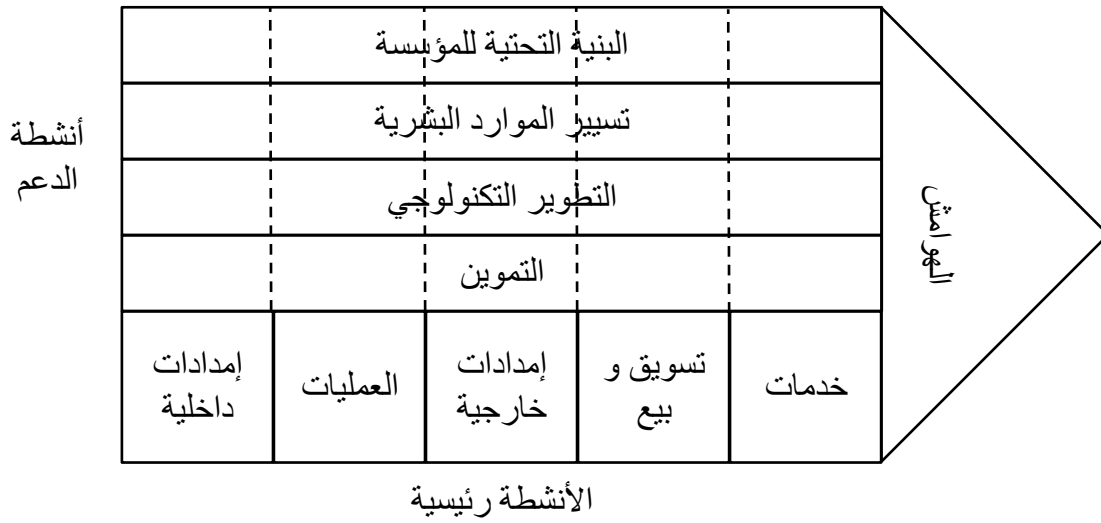 البنية التحتية للمؤسسة
تسيير الموارد البشرية
أنشطة
الدعم
التطوير التكنولوجي
الهوامش
التموين
إمدادات
داخلية
العمليات
إمدادات
خارجية
تسويق و
بيع
خدمات
الأنشطة رئيسية